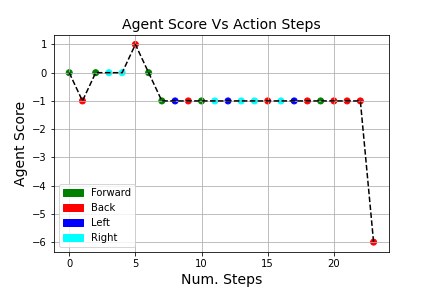 Agent Score Vs Action Steps
1
0
−1
−2
−3
−4
−5
−6
Agent Score
Forward
Back
Left
Right
0 5 10 15 20
Num. Steps